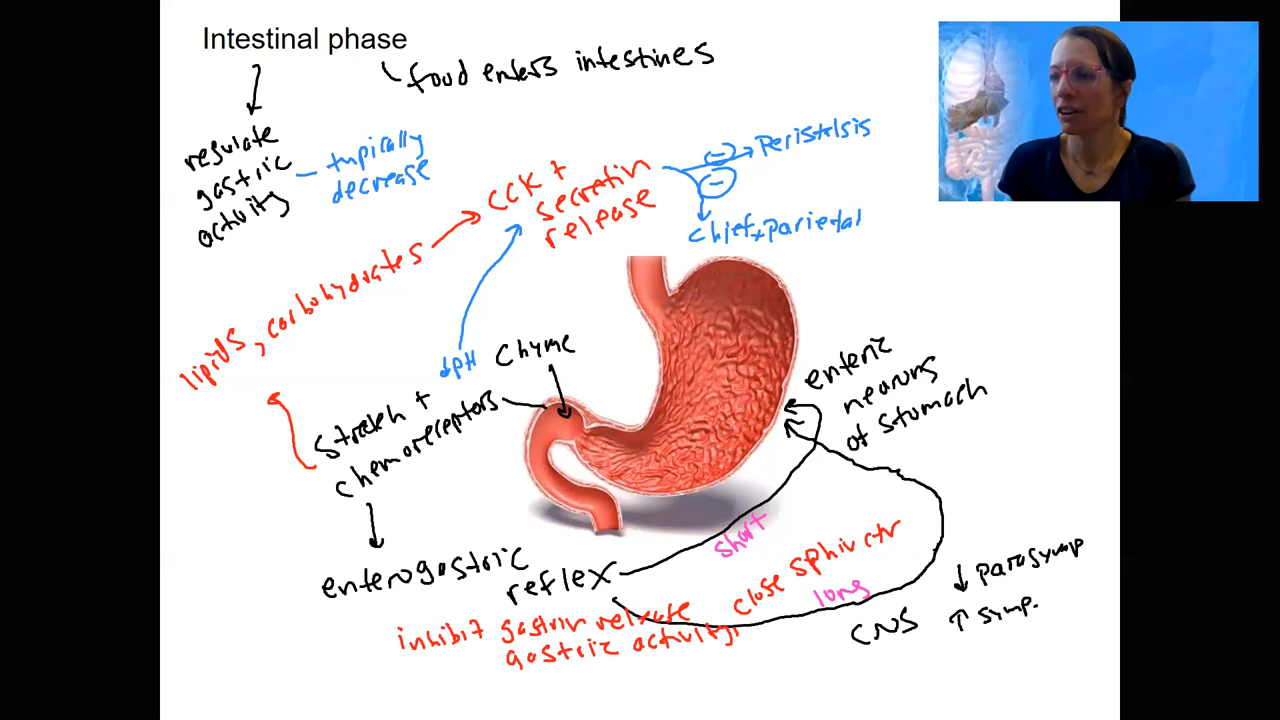 Intestinal phase
food enters intestines
regulate
gastric
activity
typically
decrease
CCK +
secretin
release
Peristalsis
chief + parietal
lipids, carbohydrates
↓pH
Chyme
Stretch +
chemoreceptors
enteric
neurons
of stomach
enterogastric
reflex
short
close sphinctr
long
inhibit gastrin release
gastric activity,
CNS
↓ parasymp
↑ symp.